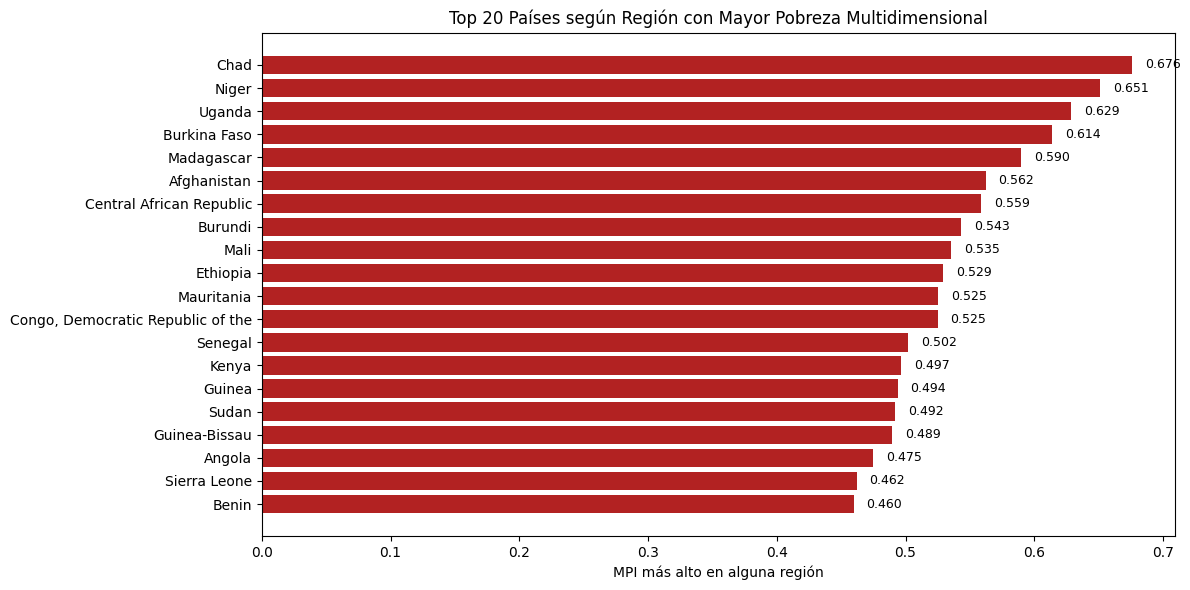 Top 20 Países según Región con Mayor Pobreza Multidimensional
Chad 0.676
Niger 0.651
Uganda 0.629
Burkina Faso 0.614
Madagascar 0.590
Afghanistan 0.562
Central African Republic 0.559
Burundi 0.543
Mali 0.535
Ethiopia 0.529
Mauritania 0.525
Congo, Democratic Republic of the 0.525
Senegal 0.502
Kenya 0.497
Guinea 0.494
Sudan 0.492
Guinea-Bissau 0.489
Angola 0.475
Sierra Leone 0.462
Benin 0.460
0.0 0.1 0.2 0.3 0.4 0.5 0.6 0.7
MPI más alto en alguna región